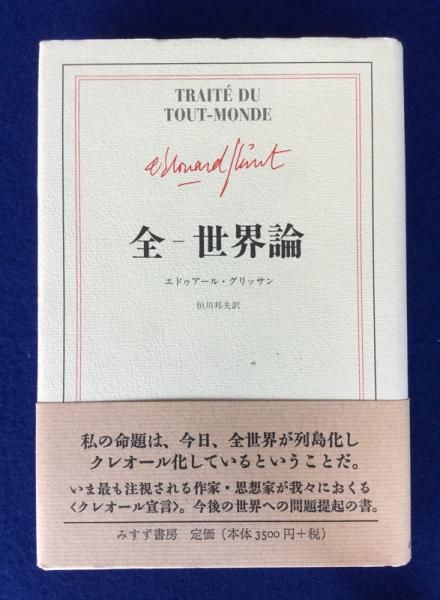 TRAITÉ DU
TOUT-MONDE
edouard glissant
全-世界論
エドゥアール・グリッサン
恒川邦夫訳
私の命題は、今日、全世界が列島化し
クレオール化しているということだ。
いま最も注視される作家・思想家が我々におくる
〈クレオール宣言〉。今後の世界への問題提起の書。
みすず書房 定価（本体3500円+税）